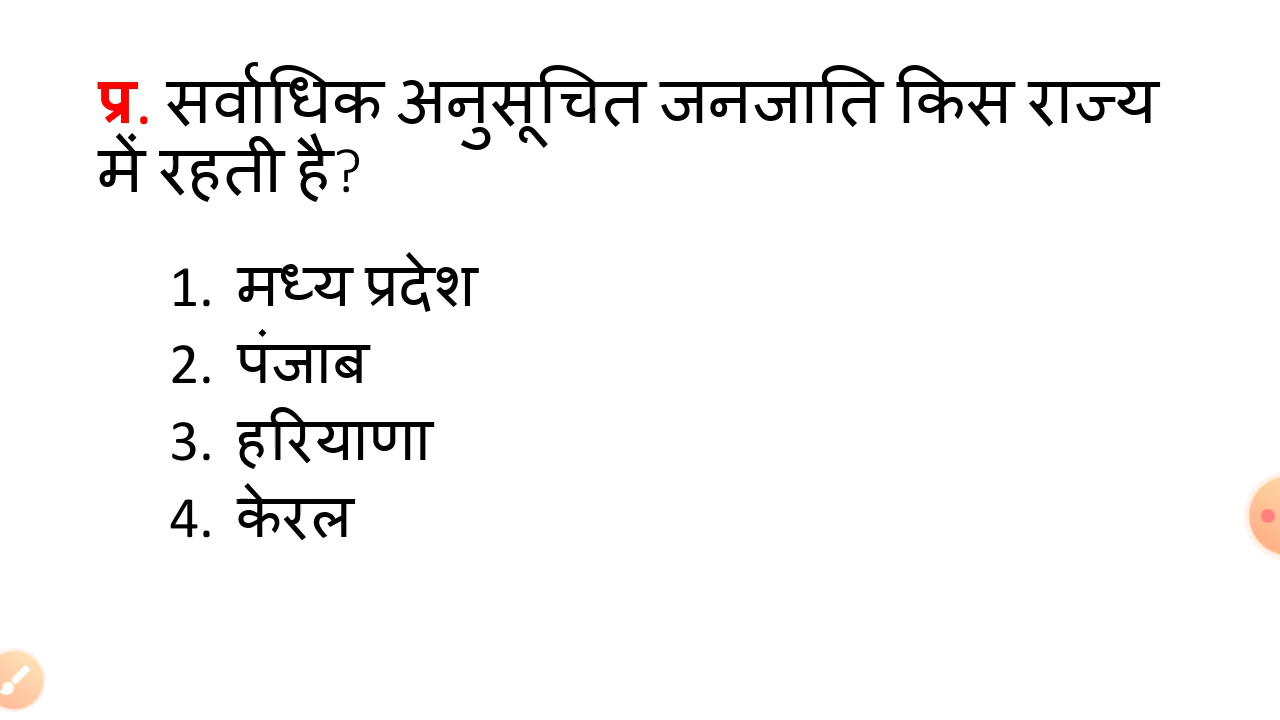 प्र. सर्वाधिक अनुसूचित जनजाति किस राज्य
में रहती है?
1. मध्य प्रदेश
2. पंजाब
3. हरियाणा
4. केरल